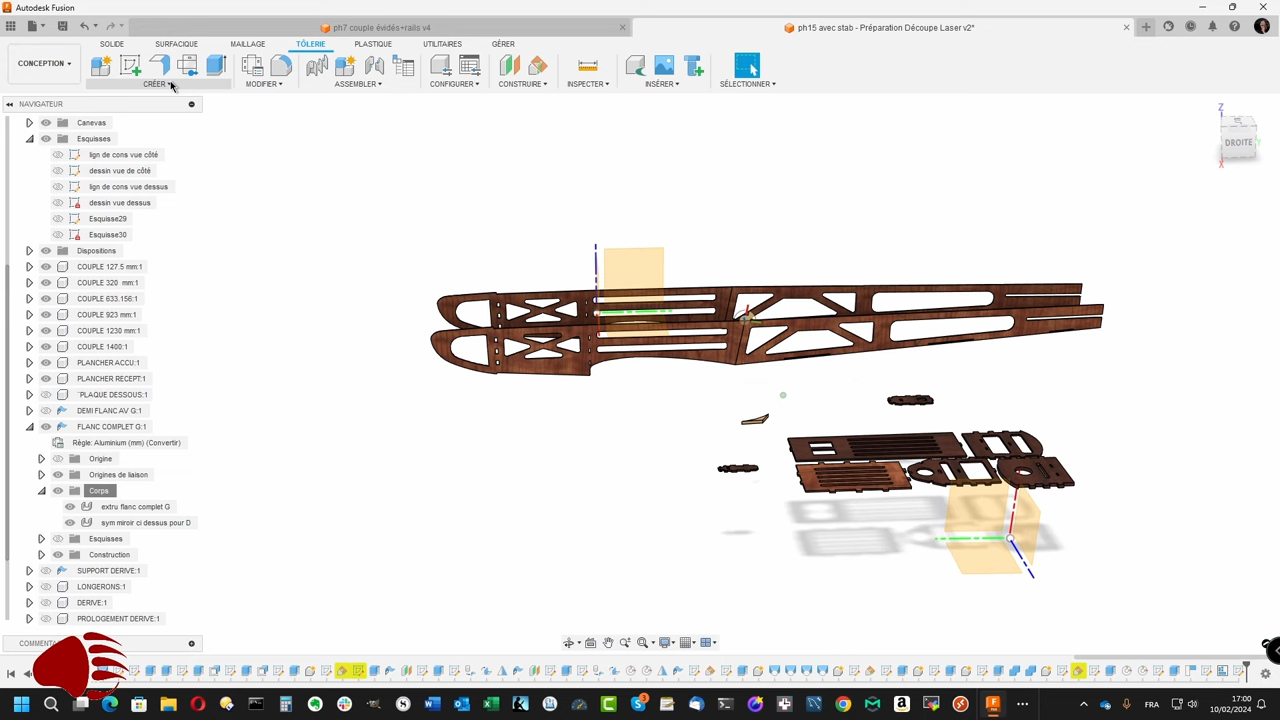 Autodesk Fusion
ph7 couple évidés+rails v4
ph15 avec stab - Préparation Découpe Laser v2*
CONCEPTION
SOLIDE SURFACIQUE MAILLAGE TÔLERIE PLASTIQUE UTILITAIRES GÉRER
CRÉER MODIFIER ASSEMBLER CONFIGURER CONSTRUIRE INSPECTER INSÉRER SÉLECTIONNER
NAVIGATEUR
Canevas
Esquisses
lign de cons vue côté
dessin vue de côté
lign de cons vue dessus
dessin vue dessus
Esquisse29
Esquisse30
Dispositions
COUPLE 127.5 mm:1
COUPLE 320 mm:1
COUPLE 633.156:1
COUPLE 923 mm:1
COUPLE 1230 mm:1
COUPLE 1400:1
PLANCHER ACCU:1
PLANCHER RECEPT:1
¨PLAQUE DESSOUS:1
DEMI FLANC AV G:1
FLANC COMPLET G:1
Règle: Aluminium (mm) (Convertir)
Origine
Origines de liaison
Corps
extru flanc complet G
sym miroir ci dessus pour D
Esquisses
Construction
SUPPORT DERIVE:1
LONGERONS:1
DERIVE:1
PROLOGEMENT DERIVE:1
Z
DROITE
X
FRA
17:00
10/02/2024